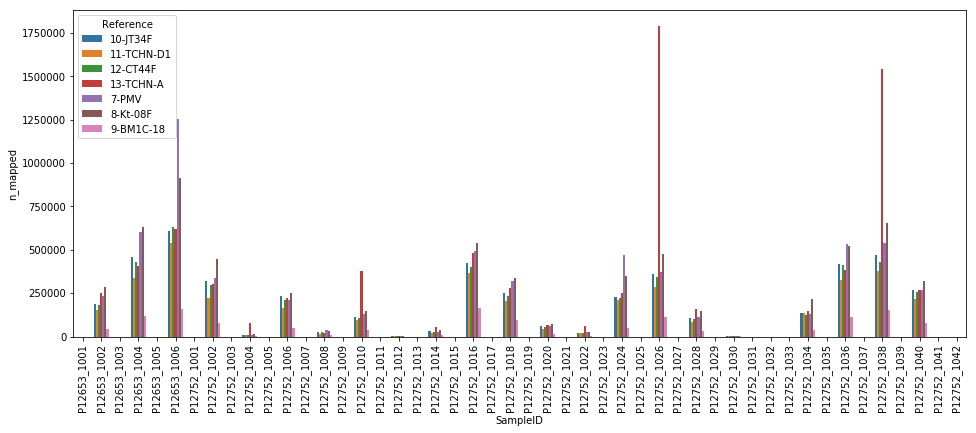 Reference
10-JT34F
11-TCHN-D1
12-CT44F
13-TCHN-A
7-PMV
8-Kt-08F
9-BM1C-18
n_mapped
1750000
1500000
1250000
1000000
750000
500000
250000
0
P12653_1001
P12653_1002
P12653_1003
P12653_1004
P12653_1005
P12653_1006
P12752_1001
P12752_1002
P12752_1003
P12752_1004
P12752_1005
P12752_1006
P12752_1007
P12752_1008
P12752_1009
P12752_1010
P12752_1011
P12752_1012
P12752_1013
P12752_1014
P12752_1015
P12752_1016
P12752_1017
P12752_1018
P12752_1019
P12752_1020
P12752_1021
P12752_1022
P12752_1023
P12752_1024
P12752_1025
P12752_1026
P12752_1027
P12752_1028
P12752_1029
P12752_1030
P12752_1031
P12752_1032
P12752_1033
P12752_1034
P12752_1035
P12752_1036
P12752_1037
P12752_1038
P12752_1039
P12752_1040
P12752_1041
P12752_1042
SampleID